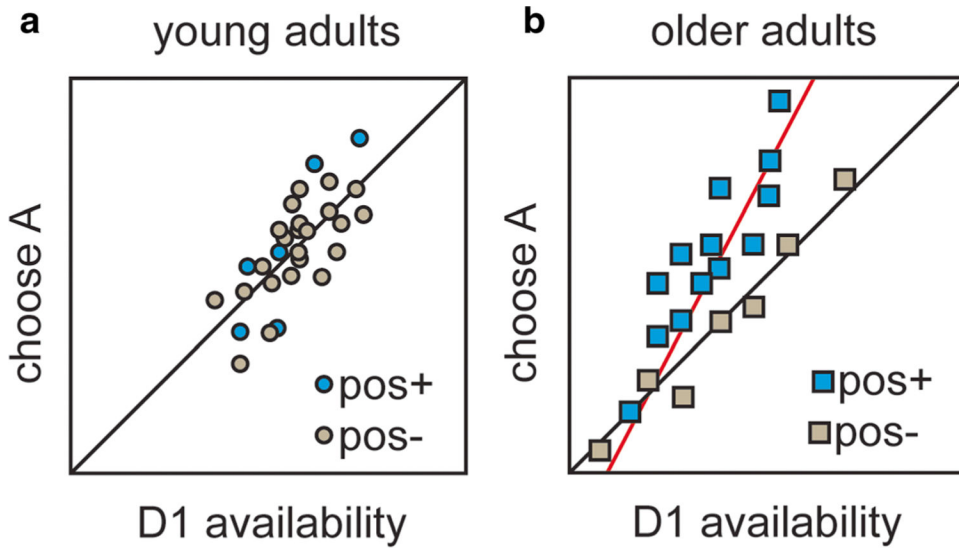 a
young adults
choose A
pos+
pos-
D1 availability
b
older adults
choose A
pos+
pos-
D1 availability